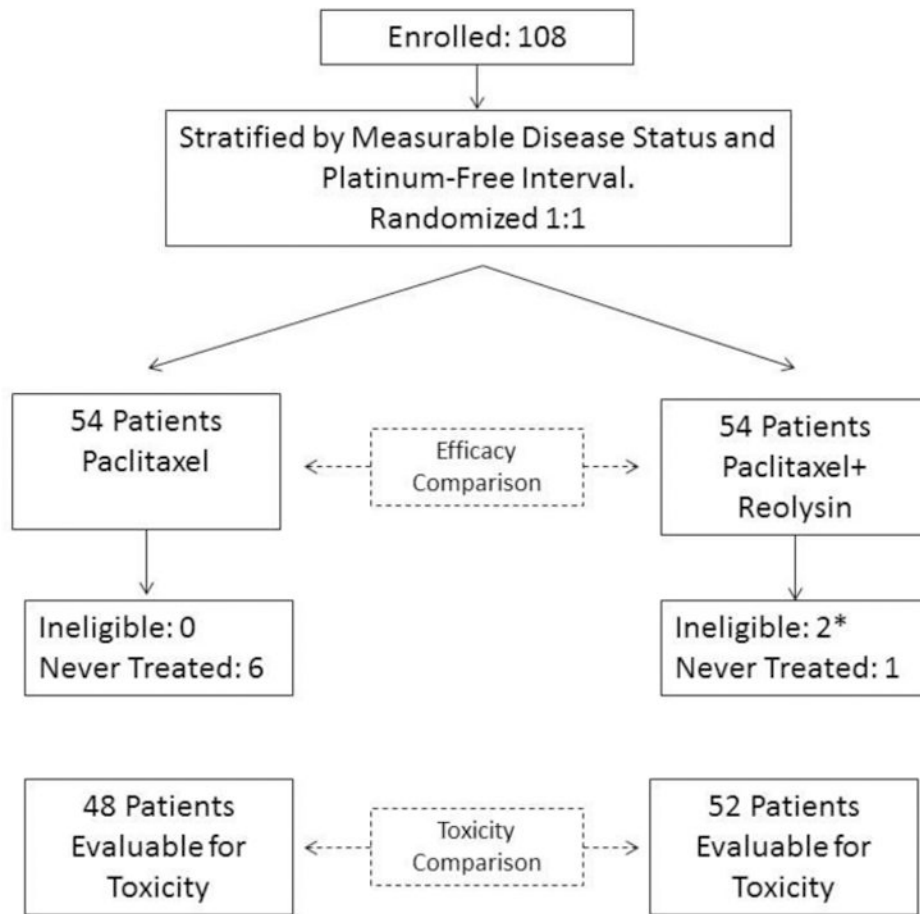 Enrolled: 108
Stratified by Measurable Disease Status and
Platinum-Free Interval.
Randomized 1:1
54 Patients
Paclitaxel
Efficacy
Comparison
54 Patients
Paclitaxel+
Reolysin
Ineligible: 0
Never Treated: 6
Ineligible: 2*
Never Treated: 1
48 Patients
Evaluable for
Toxicity
Toxicity
Comparison
52 Patients
Evaluable for
Toxicity